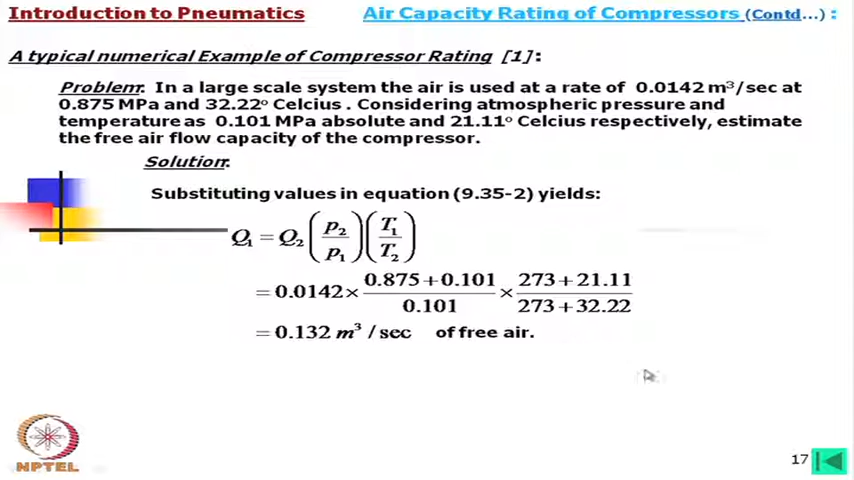 Introduction to Pneumatics
Air Capacity Rating of Compressors (Contd...) :
A typical numerical Example of Compressor Rating [1]:
Problem: In a large scale system the air is used at a rate of 0.0142 m³/sec at
0.875 MPa and 32.22° Celcius . Considering atmospheric pressure and
temperature as 0.101 MPa absolute and 21.11° Celcius respectively, estimate
the free air flow capacity of the compressor.
Solution:
Substituting values in equation (9.35-2) yields:
Q₁ = Q₂ (p₂/p₁) (T₁/T₂)
= 0.0142 × (0.875 + 0.101)/0.101 × (273 + 21.11)/(273 + 32.22)
= 0.132 m³ / sec of free air.
NPTEL
17